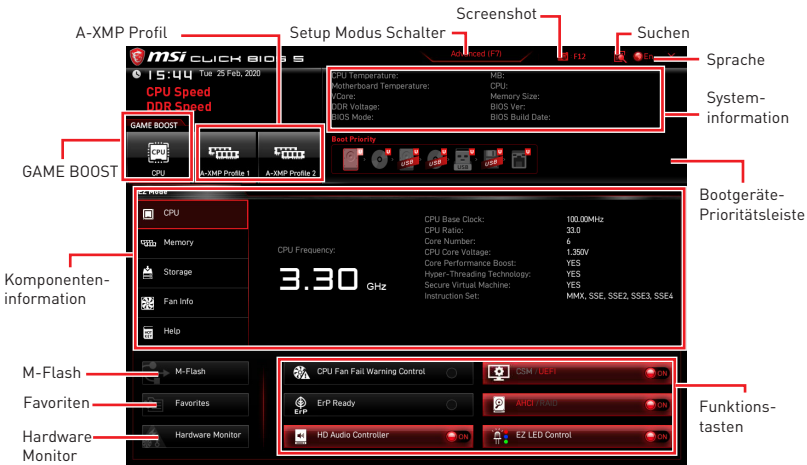 Screenshot
A-XMP Profil
Setup Modus Schalter
Suchen
msi CLICK BIOS 5
Advanced (F7)
F12
En
X
Sprache
15:44 Tue 25 Feb, 2020
CPU Speed
DDR Speed
CPU Temperature:
Motherboard Temperature:
VCore:
DDR Voltage:
BIOS Mode:
MB:
CPU:
Memory Size:
BIOS Ver:
BIOS Build Date:
System-
information
GAME BOOST
CPU
CPU
A-XMP Profile 1
A-XMP Profile 2
Boot Priority
U
U
USB U
USB U
USB U
USB U
U
GAME BOOST
Bootgeräte-
Prioritätsleiste
EZ Mode
CPU
Memory
Storage
Fan Info
Help
CPU Frequency:
3.30 GHz
CPU Base Clock: 100.00MHz
CPU Ratio: 33.0
Core Number: 6
CPU Core Voltage: 1.350V
Core Performance Boost: YES
Hyper-Threading Technology: YES
Secure Virtual Machine: YES
Instruction Set: MMX, SSE, SSE2, SSE3, SSE4
Komponenten-
information
M-Flash
M-Flash
Favoriten
Favorites
Hardware
Monitor
Hardware Monitor
CPU Fan Fail Warning Control
CSM /UEFI ON
ErP
ErP Ready
AHCI /RAID ON
HD Audio Controller ON
EZ LED Control ON
Funktions-
tasten